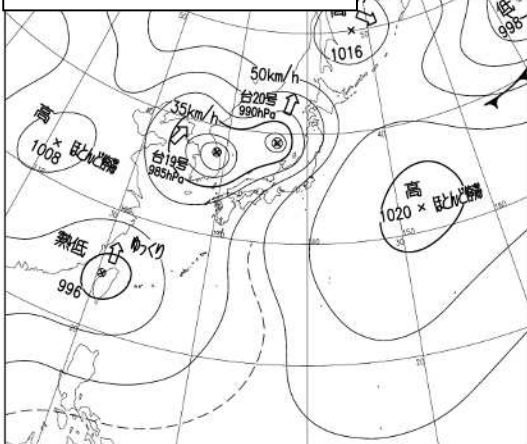 高
1016
低
998
50km/h
台20号
990hPa
35km/h
台19号
985hPa
高
1008
ほとんど停滞
高
1020
ほとんど停滞
熱低
ゆっくり
996